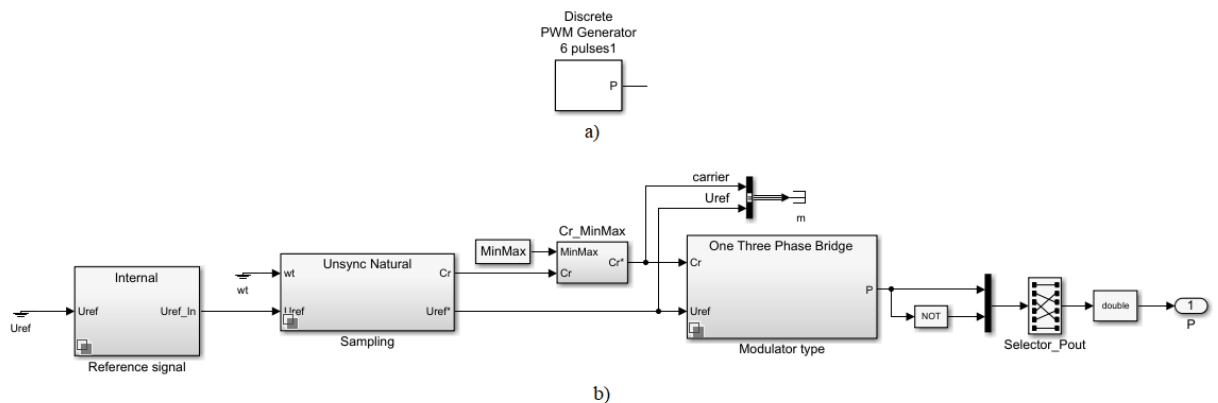 Discrete
PWM Generator
6 pulses1
P
a)
carrier
Uref
m
Cr_MinMax
MinMax
MinMax
Cr
Cr*
One Three Phase Bridge
Cr
Uref
P
Modulator type
Internal
Uref
Uref_In
Reference signal
Uref
wt
Unsync Natural
wt
Cr
Uref
Uref*
Sampling
NOT
Selector_Pout
double
1
P
b)